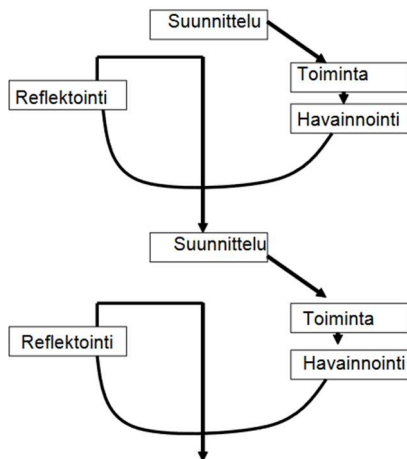 Suunnittelu
Toiminta
Reflektointi
Havainnointi
Suunnittelu
Toiminta
Reflektointi
Havainnointi